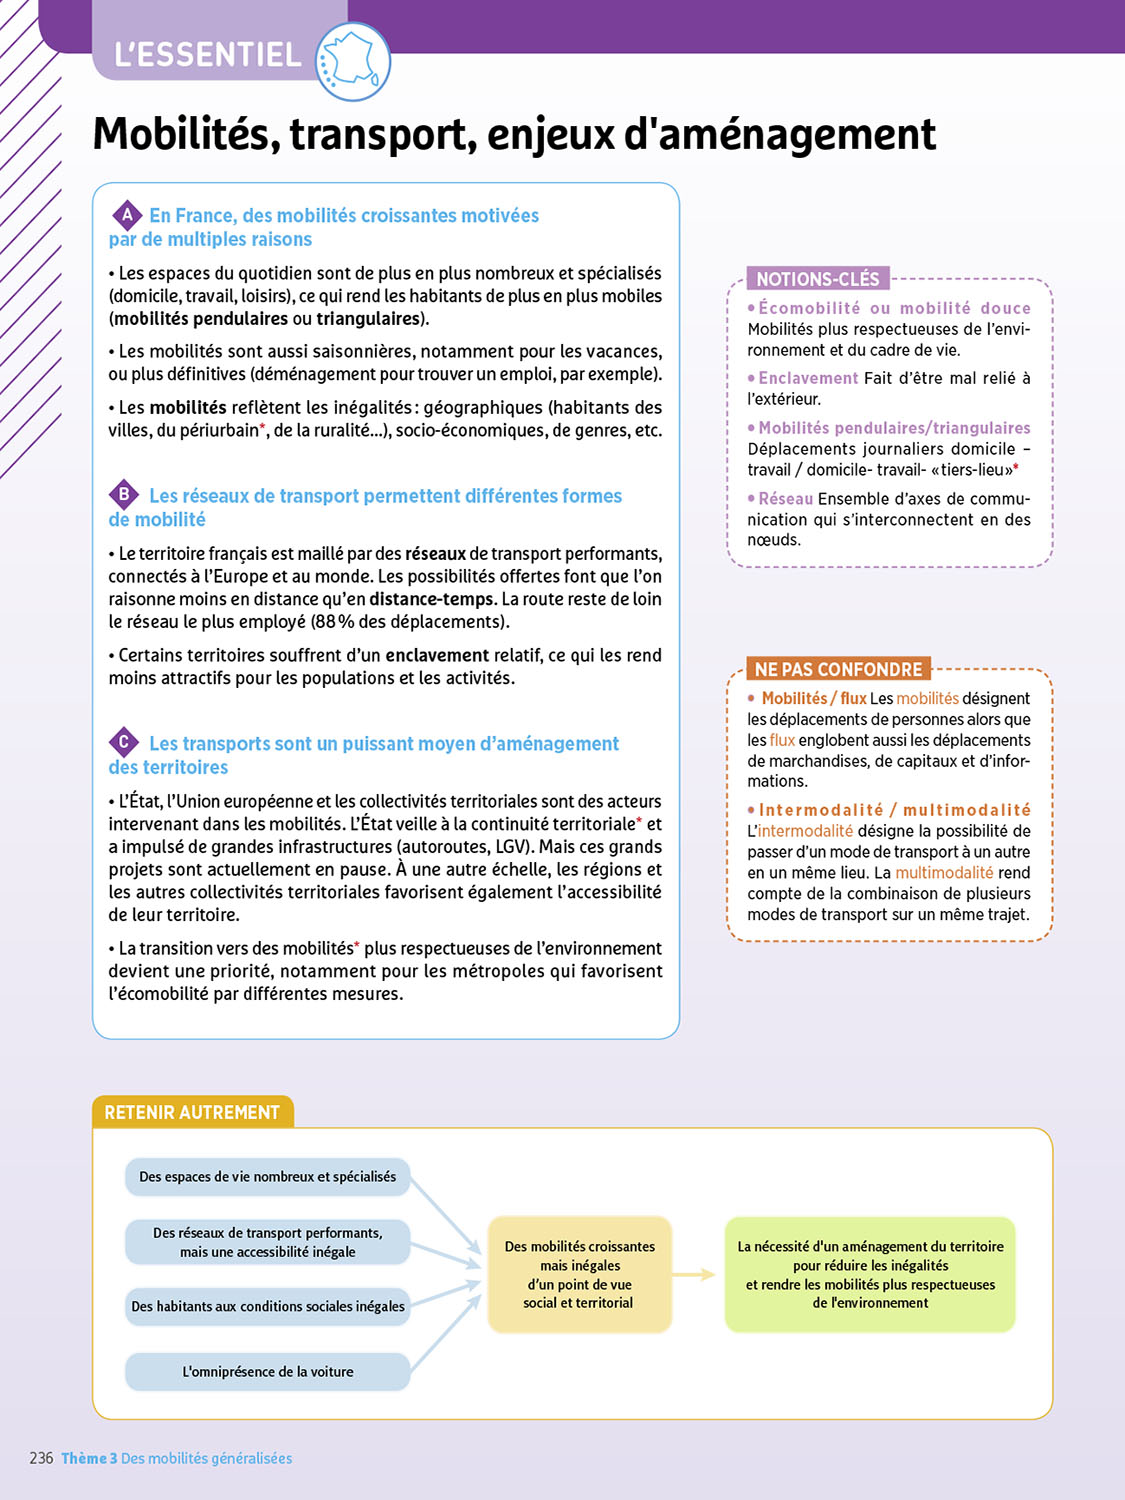 L'ESSENTIEL
Mobilités, transport, enjeux d'aménagement
A En France, des mobilités croissantes motivées
par de multiples raisons
• Les espaces du quotidien sont de plus en plus nombreux et spécialisés
(domicile, travail, loisirs), ce qui rend les habitants de plus en plus mobiles
(mobilités pendulaires ou triangulaires).
• Les mobilités sont aussi saisonnières, notamment pour les vacances,
ou plus définitives (déménagement pour trouver un emploi, par exemple).
• Les mobilités reflètent les inégalités : géographiques (habitants des
villes, du périurbain*, de la ruralité...), socio-économiques, de genres, etc.
B Les réseaux de transport permettent différentes formes
de mobilité
• Le territoire français est maillé par des réseaux de transport performants,
connectés à l'Europe et au monde. Les possibilités offertes font que l'on
raisonne moins en distance qu'en distance-temps. La route reste de loin
le réseau le plus employé (88 % des déplacements).
• Certains territoires souffrent d'un enclavement relatif, ce qui les rend
moins attractifs pour les populations et les activités.
C Les transports sont un puissant moyen d'aménagement
des territoires
• L'État, l'Union européenne et les collectivités territoriales sont des acteurs
intervenant dans les mobilités. L'État veille à la continuité territoriale* et
a impulsé de grandes infrastructures (autoroutes, LGV). Mais ces grands
projets sont actuellement en pause. À une autre échelle, les régions et
les autres collectivités territoriales favorisent également l'accessibilité
de leur territoire.
• La transition vers des mobilités* plus respectueuses de l'environnement
devient une priorité, notamment pour les métropoles qui favorisent
l'écomobilité par différentes mesures.
NOTIONS-CLÉS
• Écomobilité ou mobilité douce
Mobilités plus respectueuses de l'envi-
ronnement et du cadre de vie.
• Enclavement Fait d'être mal relié à
l'extérieur.
• Mobilités pendulaires/triangulaires
Déplacements journaliers domicile –
travail / domicile- travail- «tiers-lieu»*
• Réseau Ensemble d'axes de commu-
nication qui s'interconnectent en des
nœuds.
NE PAS CONFONDRE
• Mobilités / flux Les mobilités désignent
les déplacements de personnes alors que
les flux englobent aussi les déplacements
de marchandises, de capitaux et d'infor-
mations.
• Intermodalité / multimodalité
L'intermodalité désigne la possibilité de
passer d'un mode de transport à un autre
en un même lieu. La multimodalité rend
compte de la combinaison de plusieurs
modes de transport sur un même trajet.
RETENIR AUTREMENT
Des espaces de vie nombreux et spécialisés
Des réseaux de transport performants,
mais une accessibilité inégale
Des habitants aux conditions sociales inégales
L'omniprésence de la voiture
Des mobilités croissantes
mais inégales
d'un point de vue
social et territorial
La nécessité d'un aménagement du territoire
pour réduire les inégalités
et rendre les mobilités plus respectueuses
de l'environnement
236 Thème 3 Des mobilités généralisées